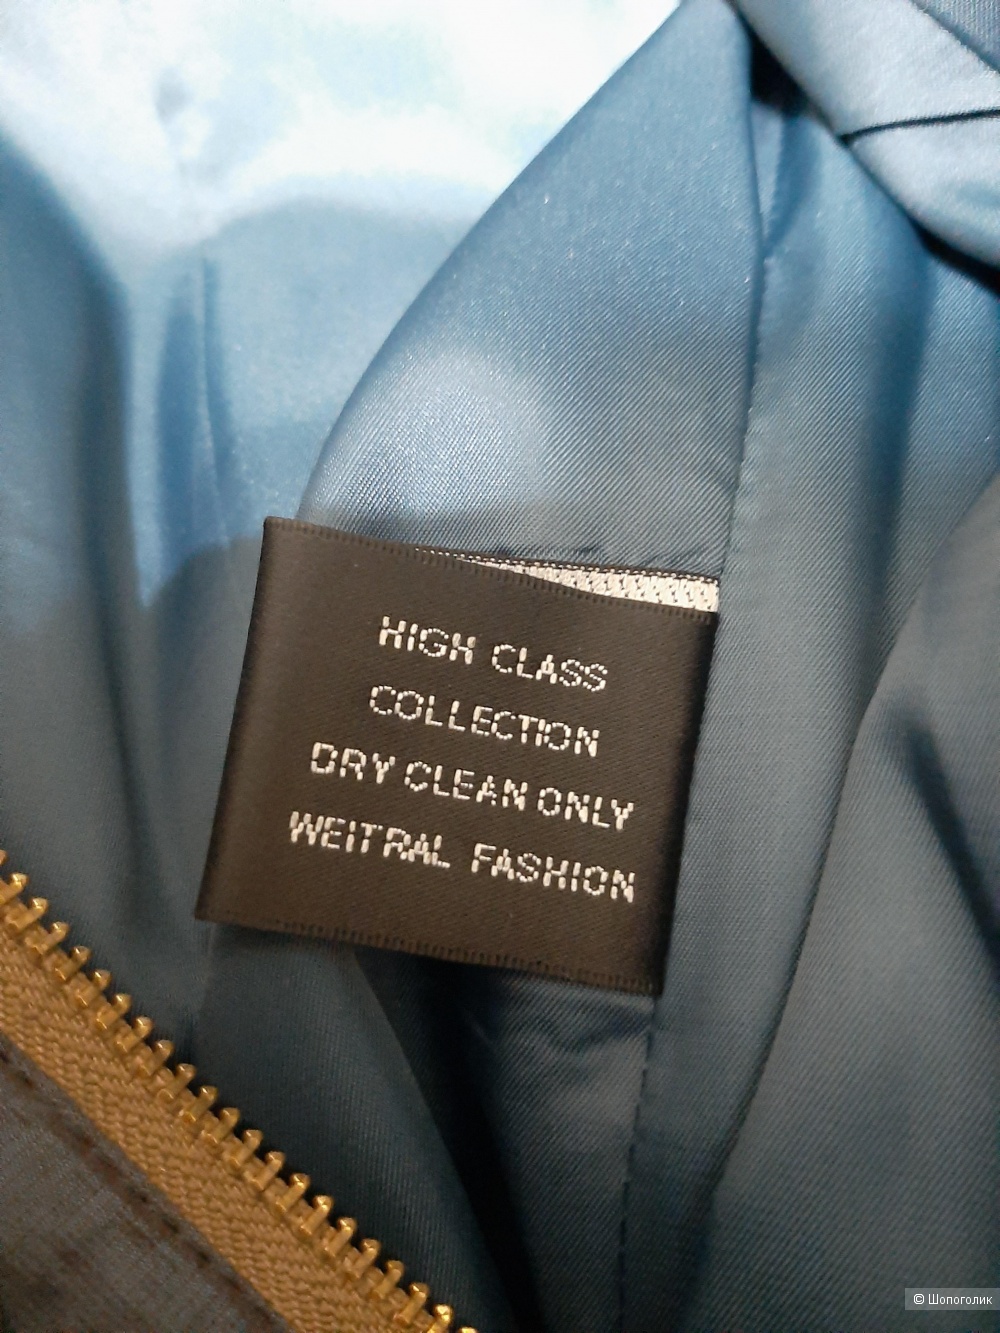 HIGH CLASS
COLLECTION
DRY CLEAN ONLY
WEITRAL FASHION
© Шопоголик